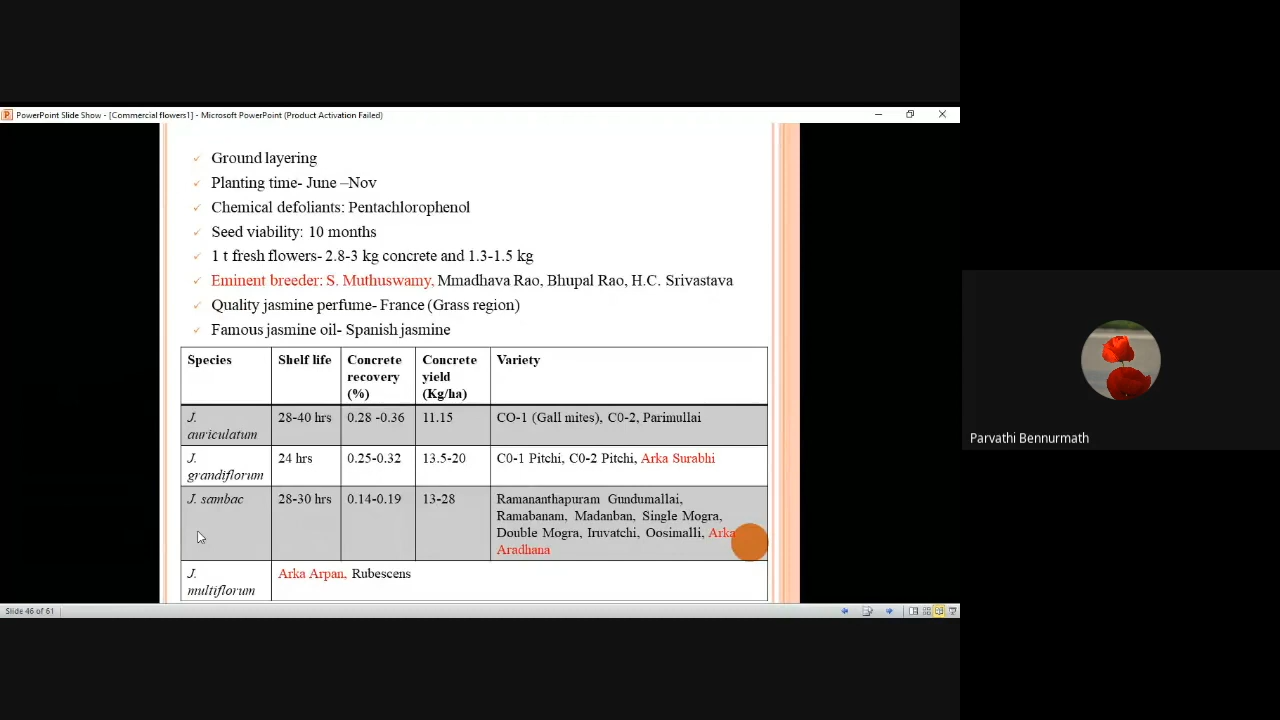 PowerPoint Slide Show - [Commercial flowers1] - Microsoft PowerPoint (Product Activation Failed)
Ground layering
Planting time- June –Nov
Chemical defoliants: Pentachlorophenol
Seed viability: 10 months
1 t fresh flowers- 2.8-3 kg concrete and 1.3-1.5 kg
Eminent breeder: S. Muthuswamy, Mmadhava Rao, Bhupal Rao, H.C. Srivastava
Quality jasmine perfume- France (Grass region)
Famous jasmine oil- Spanish jasmine
Species Shelf life Concrete recovery (%) Concrete yield (Kg/ha) Variety
J. auriculatum 28-40 hrs 0.28 -0.36 11.15 CO-1 (Gall mites), C0-2, Parimullai
J. grandiflorum 24 hrs 0.25-0.32 13.5-20 C0-1 Pitchi, C0-2 Pitchi, Arka Surabhi
J. sambac 28-30 hrs 0.14-0.19 13-28 Ramananthapuram Gundumallai,
Ramabanam, Madanban, Single Mogra,
Double Mogra, Iruvatchi, Oosimalli, Arka
Aradhana
J. multiflorum Arka Arpan, Rubescens
Slide 46 of 61
Parvathi Bennurmath